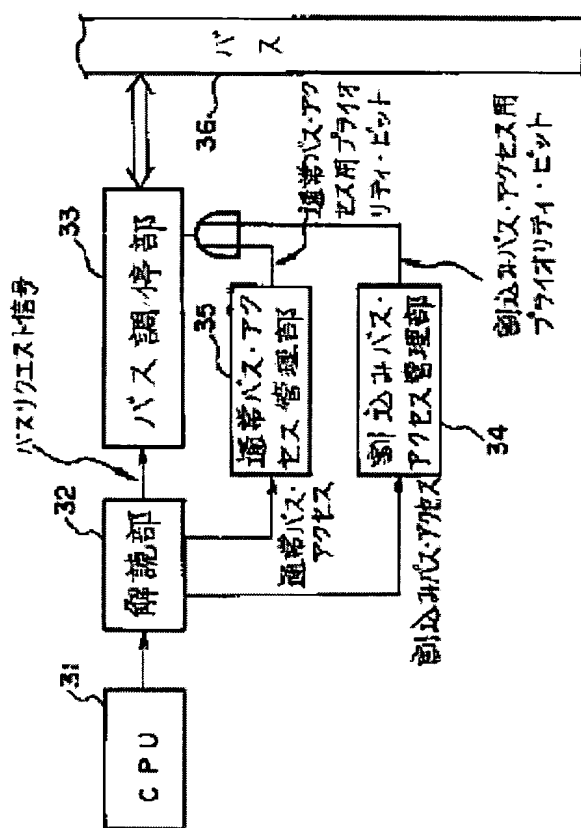 31
CPU
32
解読部
バスリクエスト信号
33
バス調停部
36
バス
35
通常バス・アク
セス管理部
通常バス・
アクセス
通常バス・アク
セス用プライオ
リティ・ビット
割込みバス・
アクセス管理部
34
割込みバス・アクセス
割込みバス・アクセス用
プライオリティ・ビット